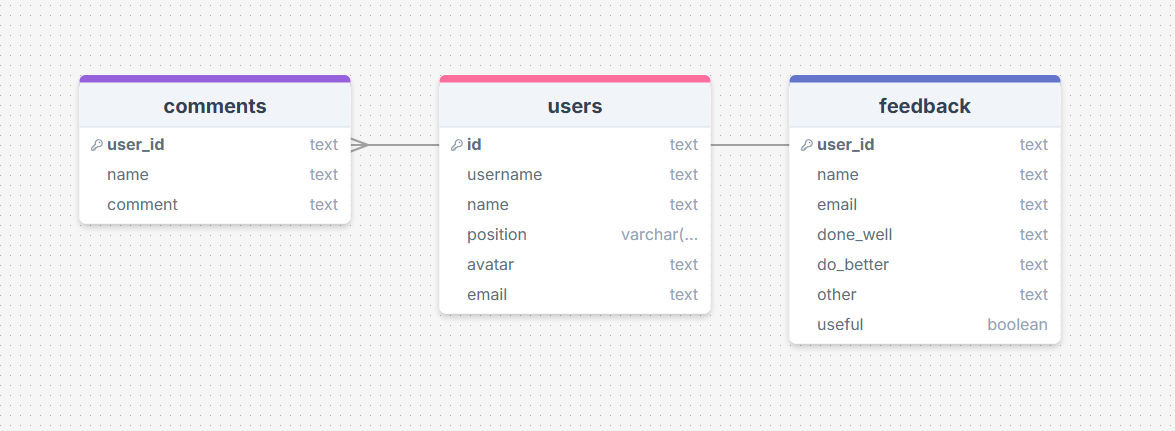 comments
user_id text
name text
comment text
users
id text
username text
name text
position varchar(...
avatar text
email text
feedback
user_id text
name text
email text
done_well text
do_better text
other text
useful boolean